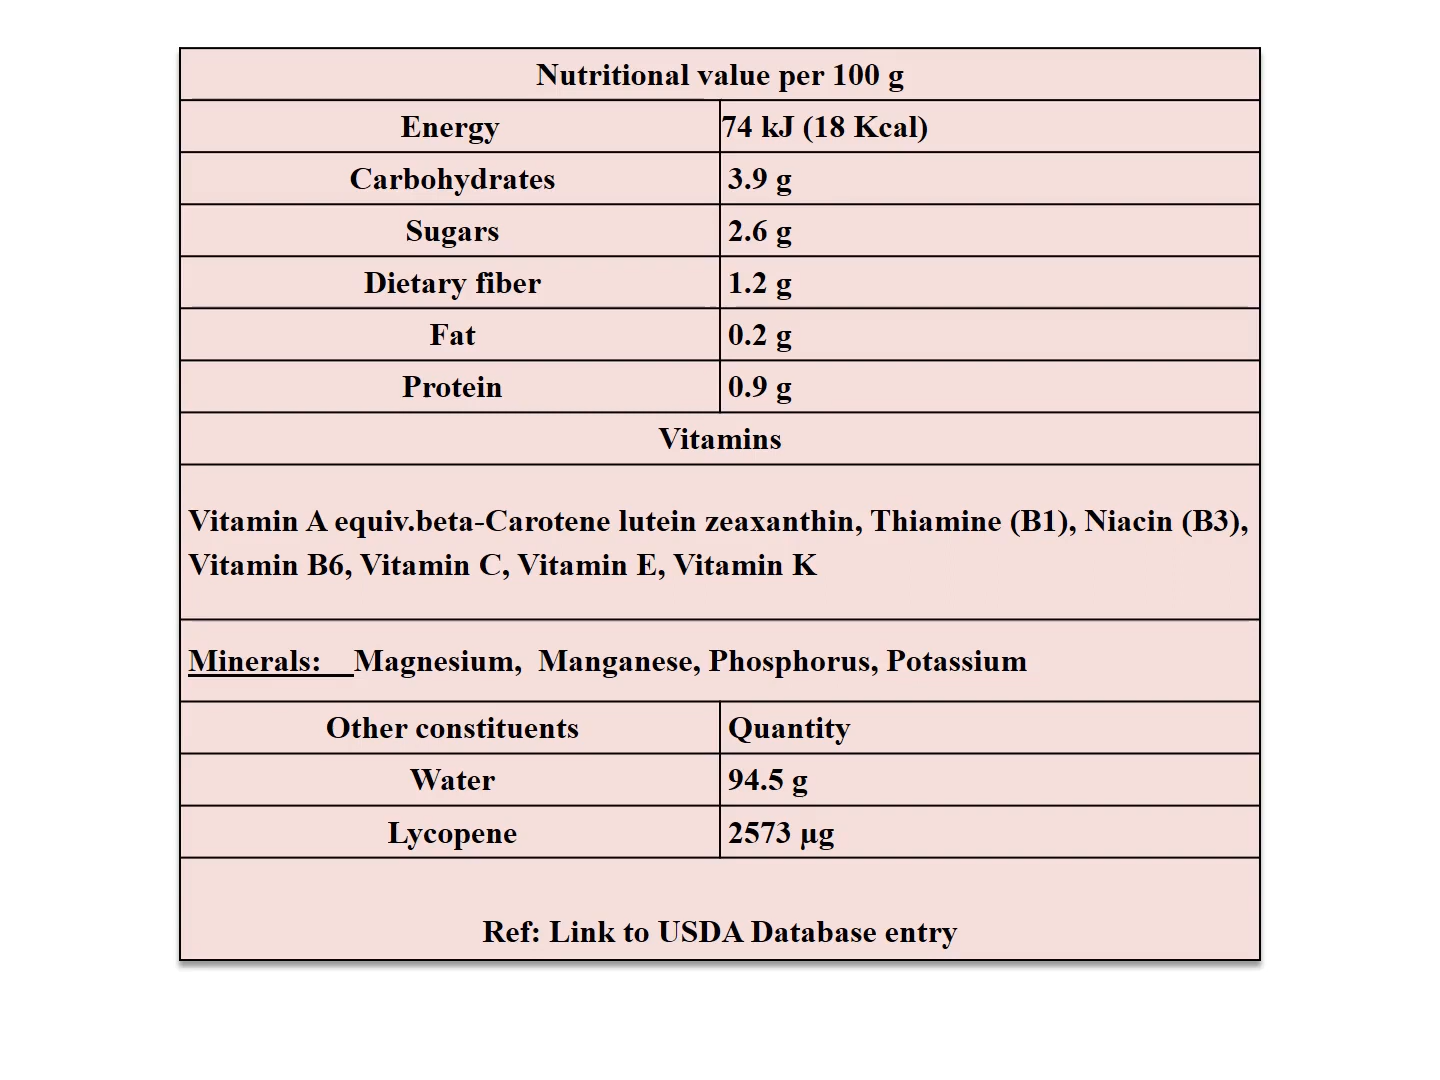 Nutritional value per 100 g
Energy 74 kJ (18 Kcal)
Carbohydrates 3.9 g
Sugars 2.6 g
Dietary fiber 1.2 g
Fat 0.2 g
Protein 0.9 g
Vitamins
Vitamin A equiv.beta-Carotene lutein zeaxanthin, Thiamine (B1), Niacin (B3),
Vitamin B6, Vitamin C, Vitamin E, Vitamin K
Minerals: Magnesium, Manganese, Phosphorus, Potassium
Other constituents Quantity
Water 94.5 g
Lycopene 2573 µg
Ref: Link to USDA Database entry